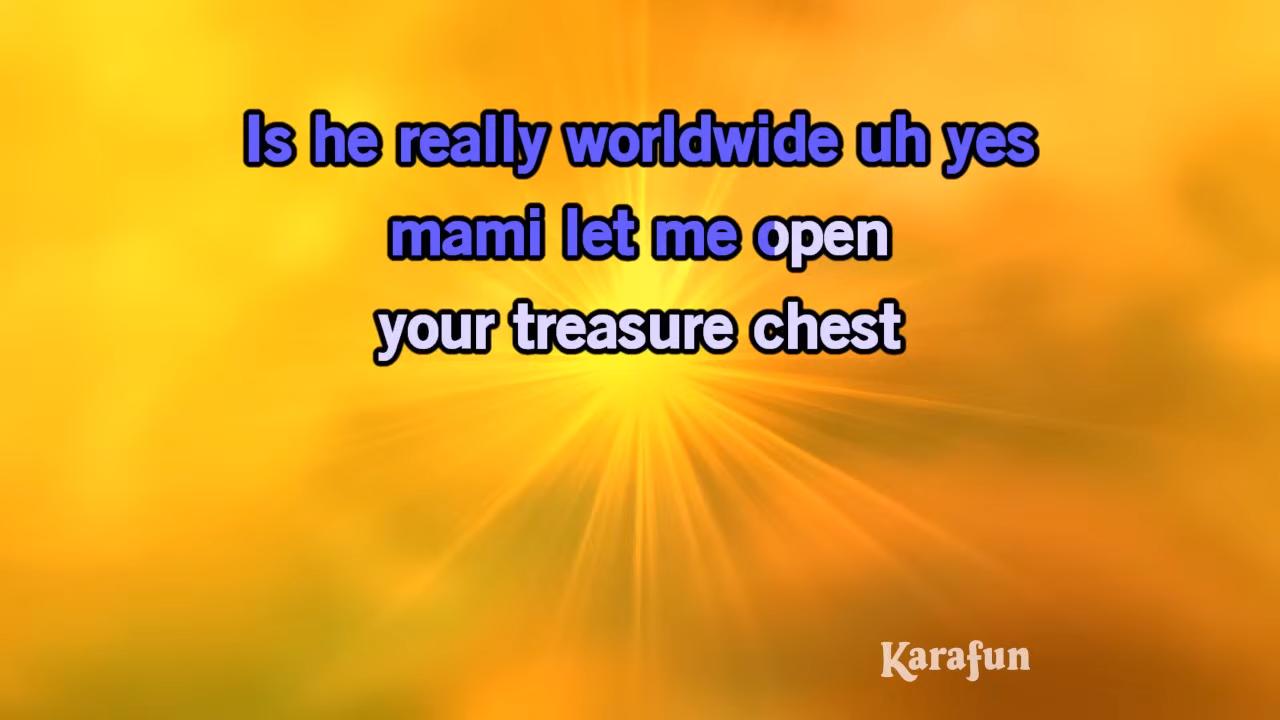 Is he really worldwide uh yes
mami let me open
your treasure chest
Karafun